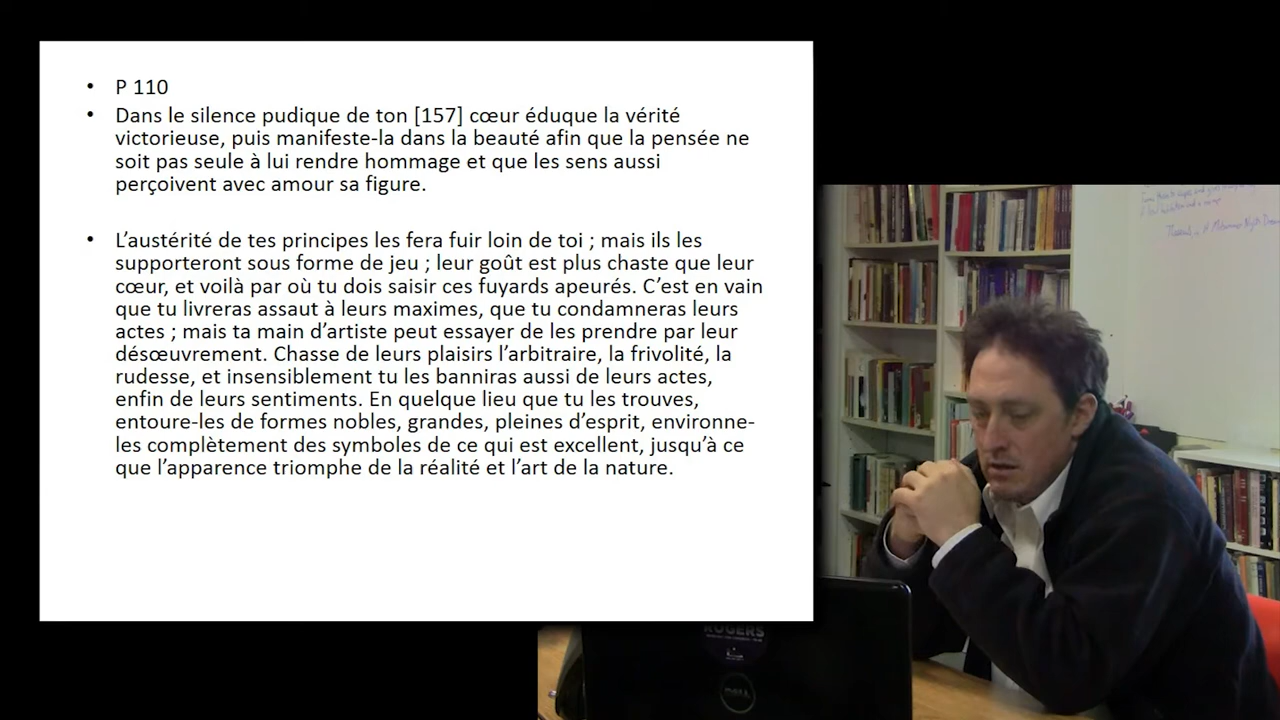 P 110
Dans le silence pudique de ton [157] cœur éduque la vérité
victorieuse, puis manifeste-la dans la beauté afin que la pensée ne
soit pas seule à lui rendre hommage et que les sens aussi
perçoivent avec amour sa figure.
L’austérité de tes principes les fera fuir loin de toi ; mais ils les
supporteront sous forme de jeu ; leur goût est plus chaste que leur
cœur, et voilà par où tu dois saisir ces fuyards apeurés. C’est en vain
que tu livreras assaut à leurs maximes, que tu condamneras leurs
actes ; mais ta main d’artiste peut essayer de les prendre par leur
désœuvrement. Chasse de leurs plaisirs l’arbitraire, la frivolité, la
rudesse, et insensiblement tu les banniras aussi de leurs actes,
enfin de leurs sentiments. En quelque lieu que tu les trouves,
entoure-les de formes nobles, grandes, pleines d’esprit, environne-
les complètement des symboles de ce qui est excellent, jusqu’à ce
que l’apparence triomphe de la réalité et l’art de la nature.
ROGERS
DELL